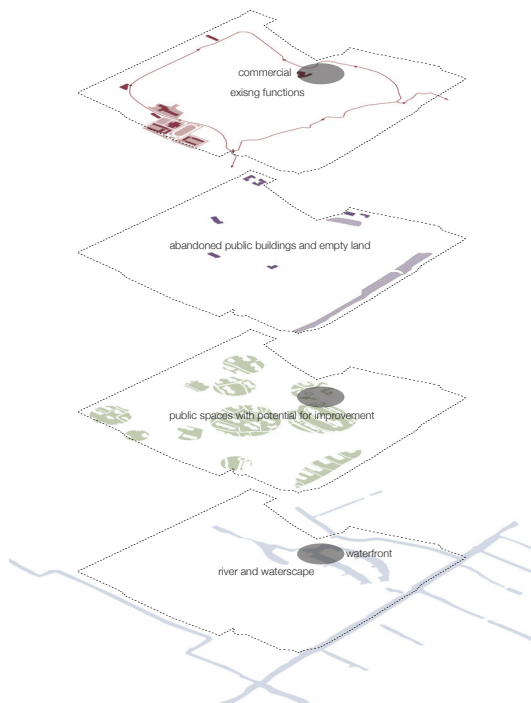 commercial
exisng functions
abandoned public buildings and empty land
public spaces with potential for improvement
waterfront
river and waterscape